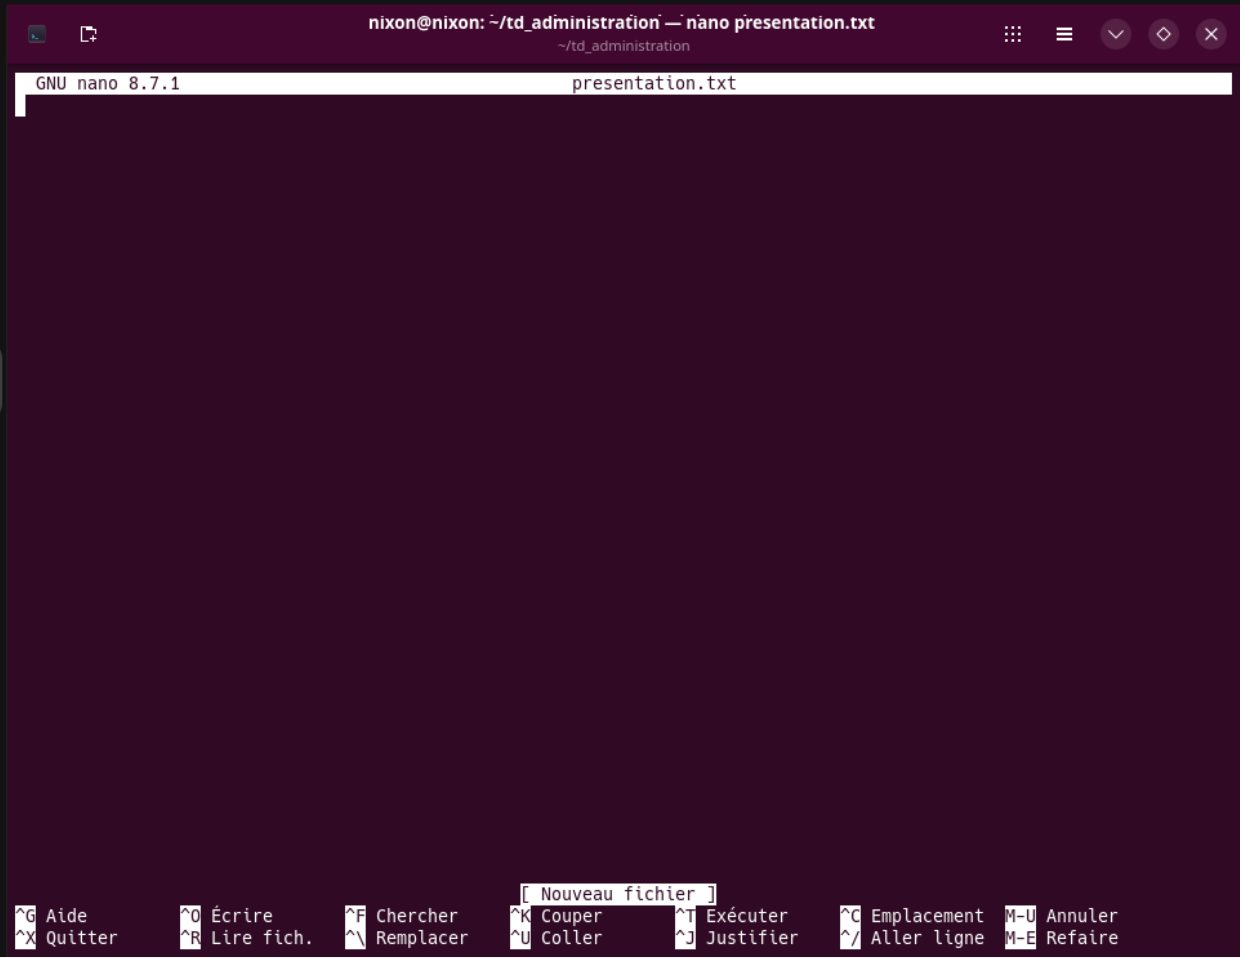 nixon@nixon: ~/td_administration — nano presentation.txt
~/td_administration
GNU nano 8.7.1 presentation.txt
[ Nouveau fichier ]
^G Aide ^O Écrire ^F Chercher ^K Couper ^T Exécuter ^C Emplacement M-U Annuler
^X Quitter ^R Lire fich. ^\ Remplacer ^U Coller ^J Justifier ^/ Aller ligne M-E Refaire